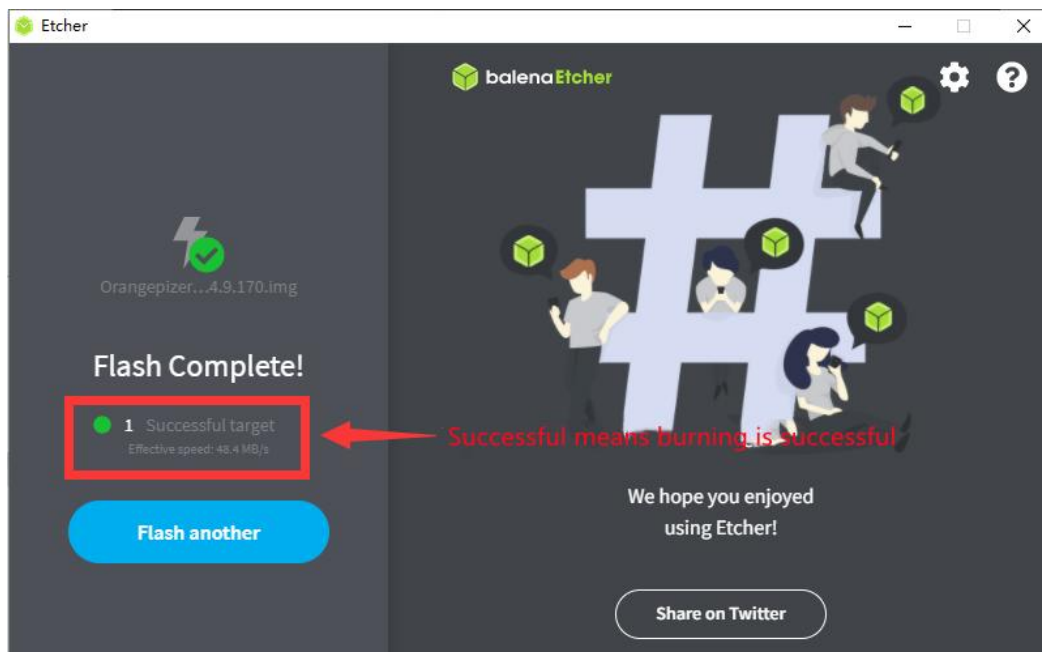 Etcher
balenaEtcher
Orangepizer...4.9.170.img
Flash Complete!
1 Successful target
Effective speed: 48.4 MB/s
Successful means burning is successful
Flash another
We hope you enjoyed
using Etcher!
Share on Twitter